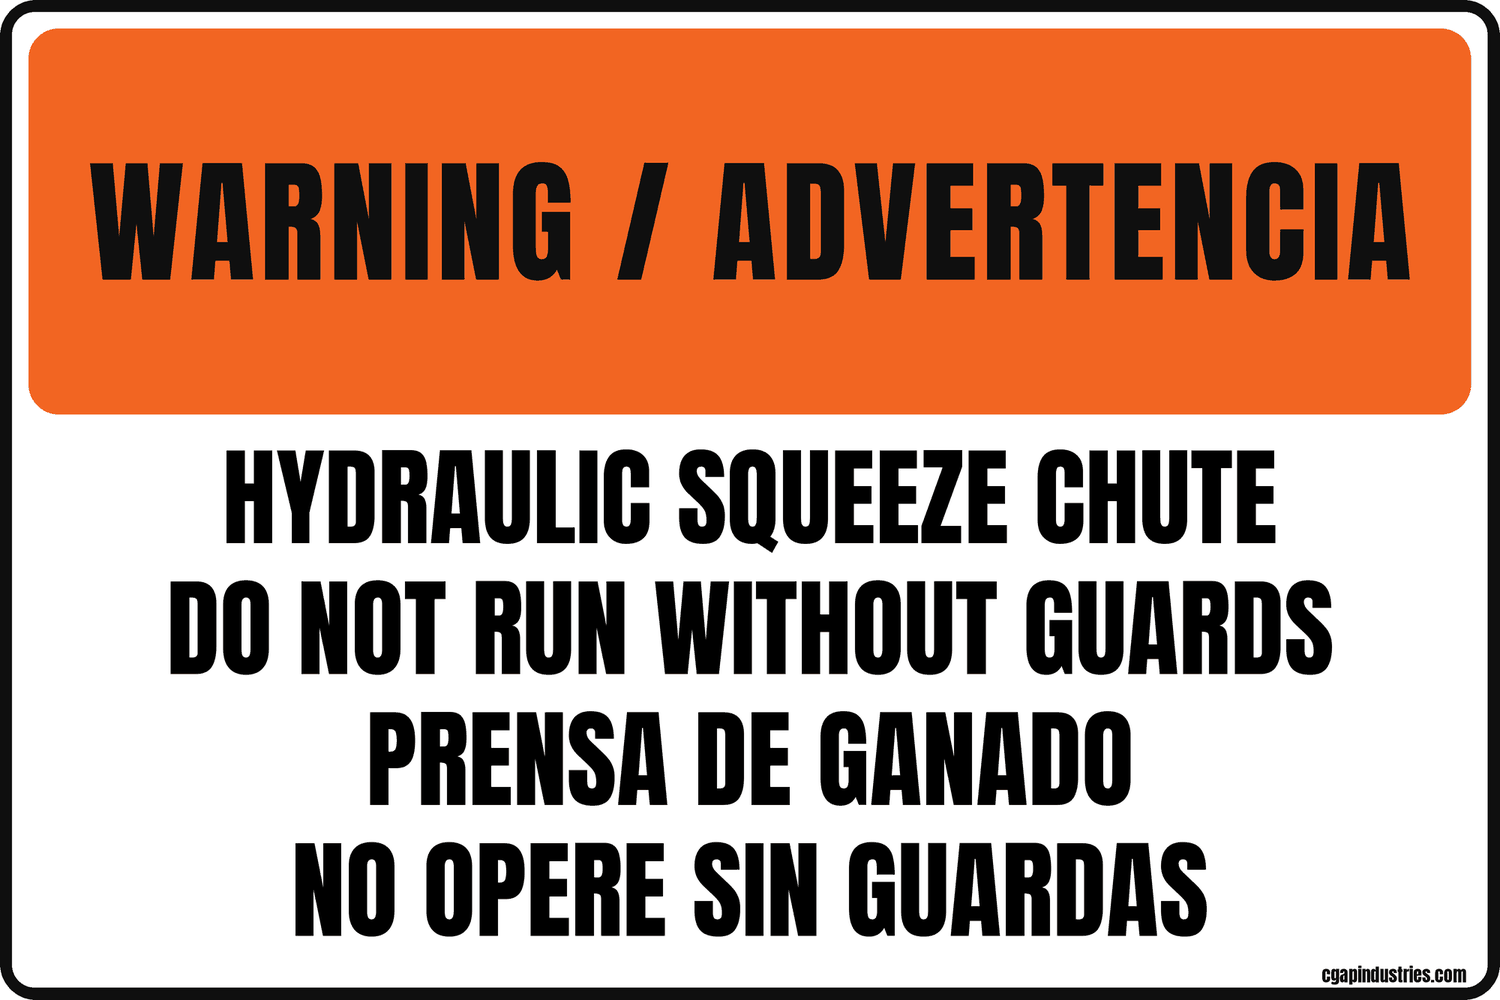 WARNING / ADVERTENCIA
HYDRAULIC SQUEEZE CHUTE
DO NOT RUN WITHOUT GUARDS
PRENSA DE GANADO
NO OPERE SIN GUARDAS
cgapindustries.com